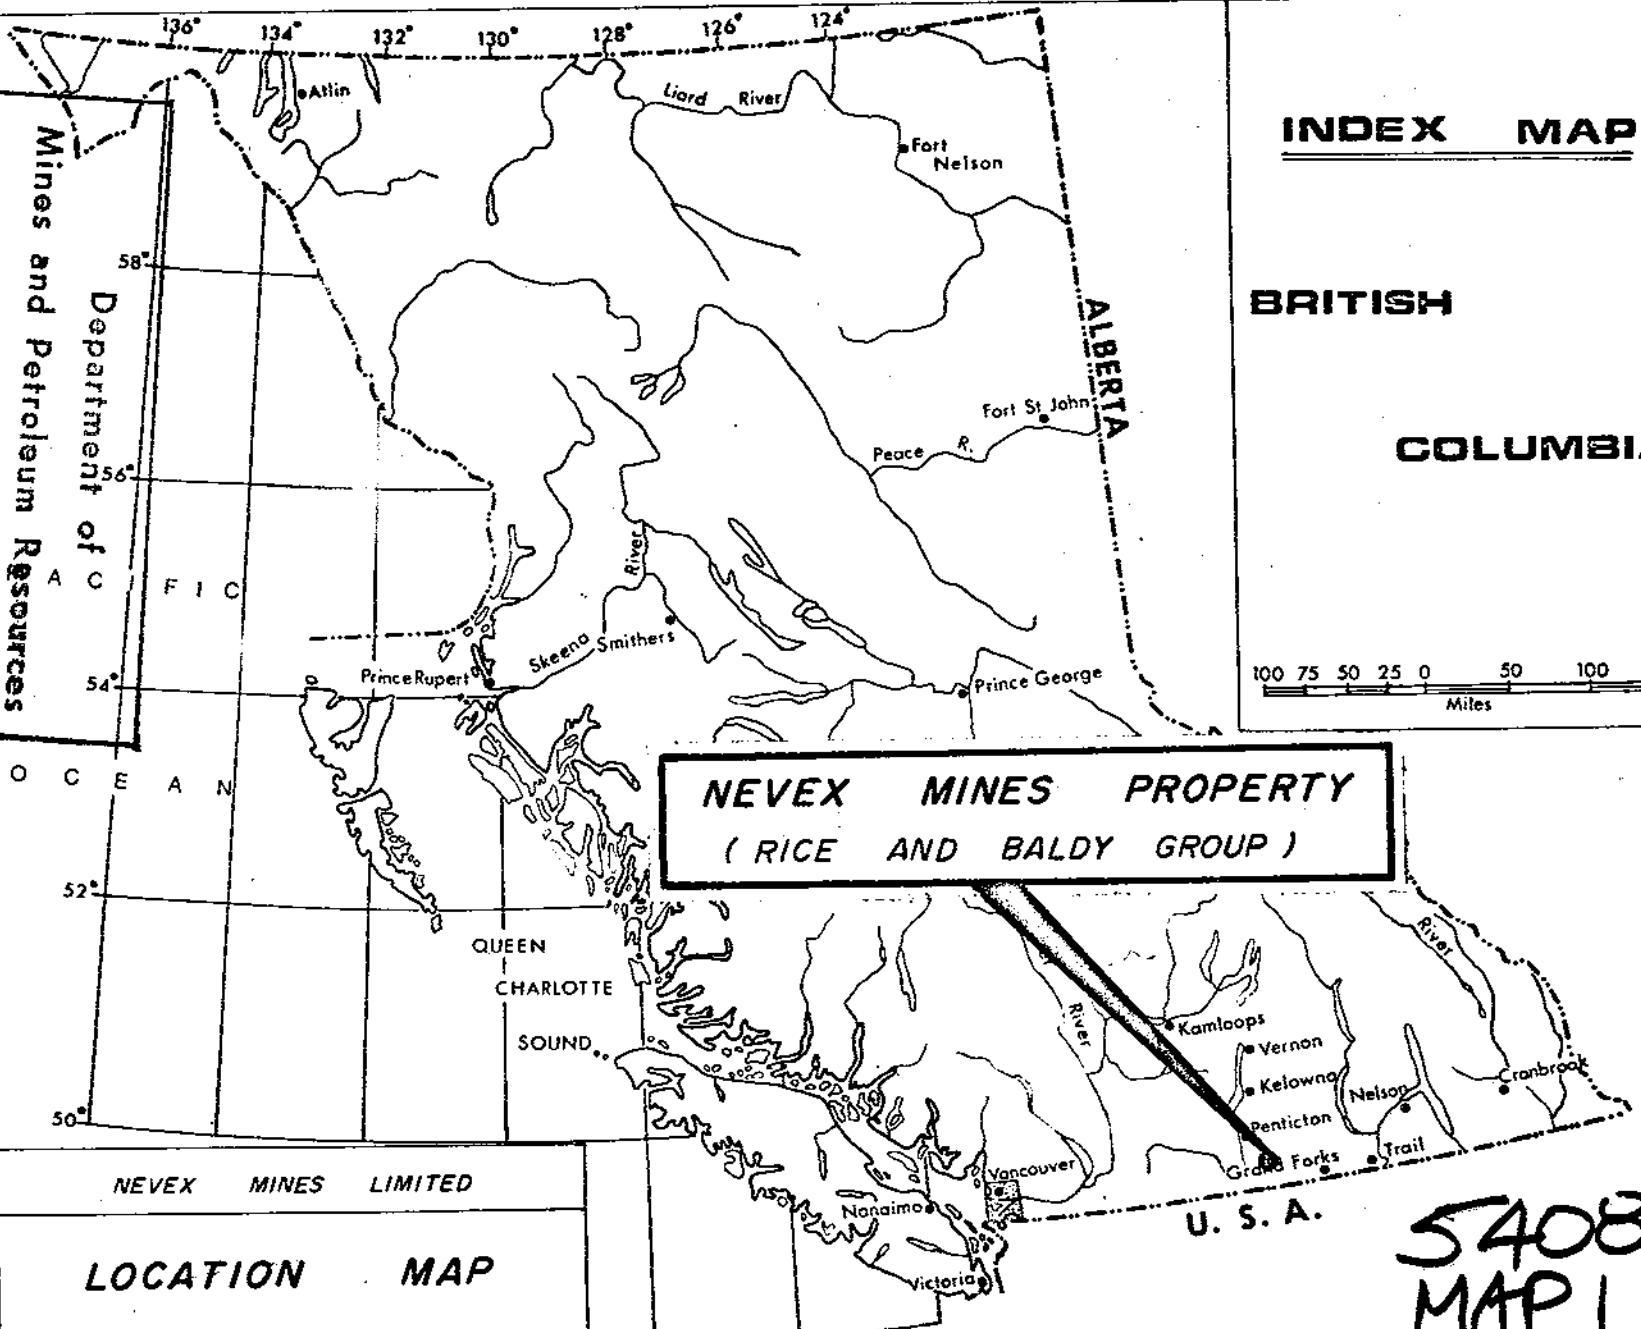 136° 134° 132° 130° 128° 126° 124°
Atlin
Liard River
Fort
Nelson
INDEX MAP
58°
BRITISH
ALBERTA
COLUMBIA
Fort St John
Peace R.
56°
Department of
Mines and Petroleum Resources
AC FIC
River
Skeena
Smithers
54°
Prince Rupert
Prince George
100 75 50 25 0 50 100
Miles
OCEAN
NEVEX MINES PROPERTY
( RICE AND BALDY GROUP )
52°
QUEEN
CHARLOTTE
SOUND
River
River
Kamloops
Vernon
Kelowna
Nelson
Cranbrook
Penticton
50°
Grand Forks
Trail
Vancouver
Nanaimo
Victoria
U. S. A.
NEVEX MINES LIMITED
LOCATION MAP
5408
MAP 1